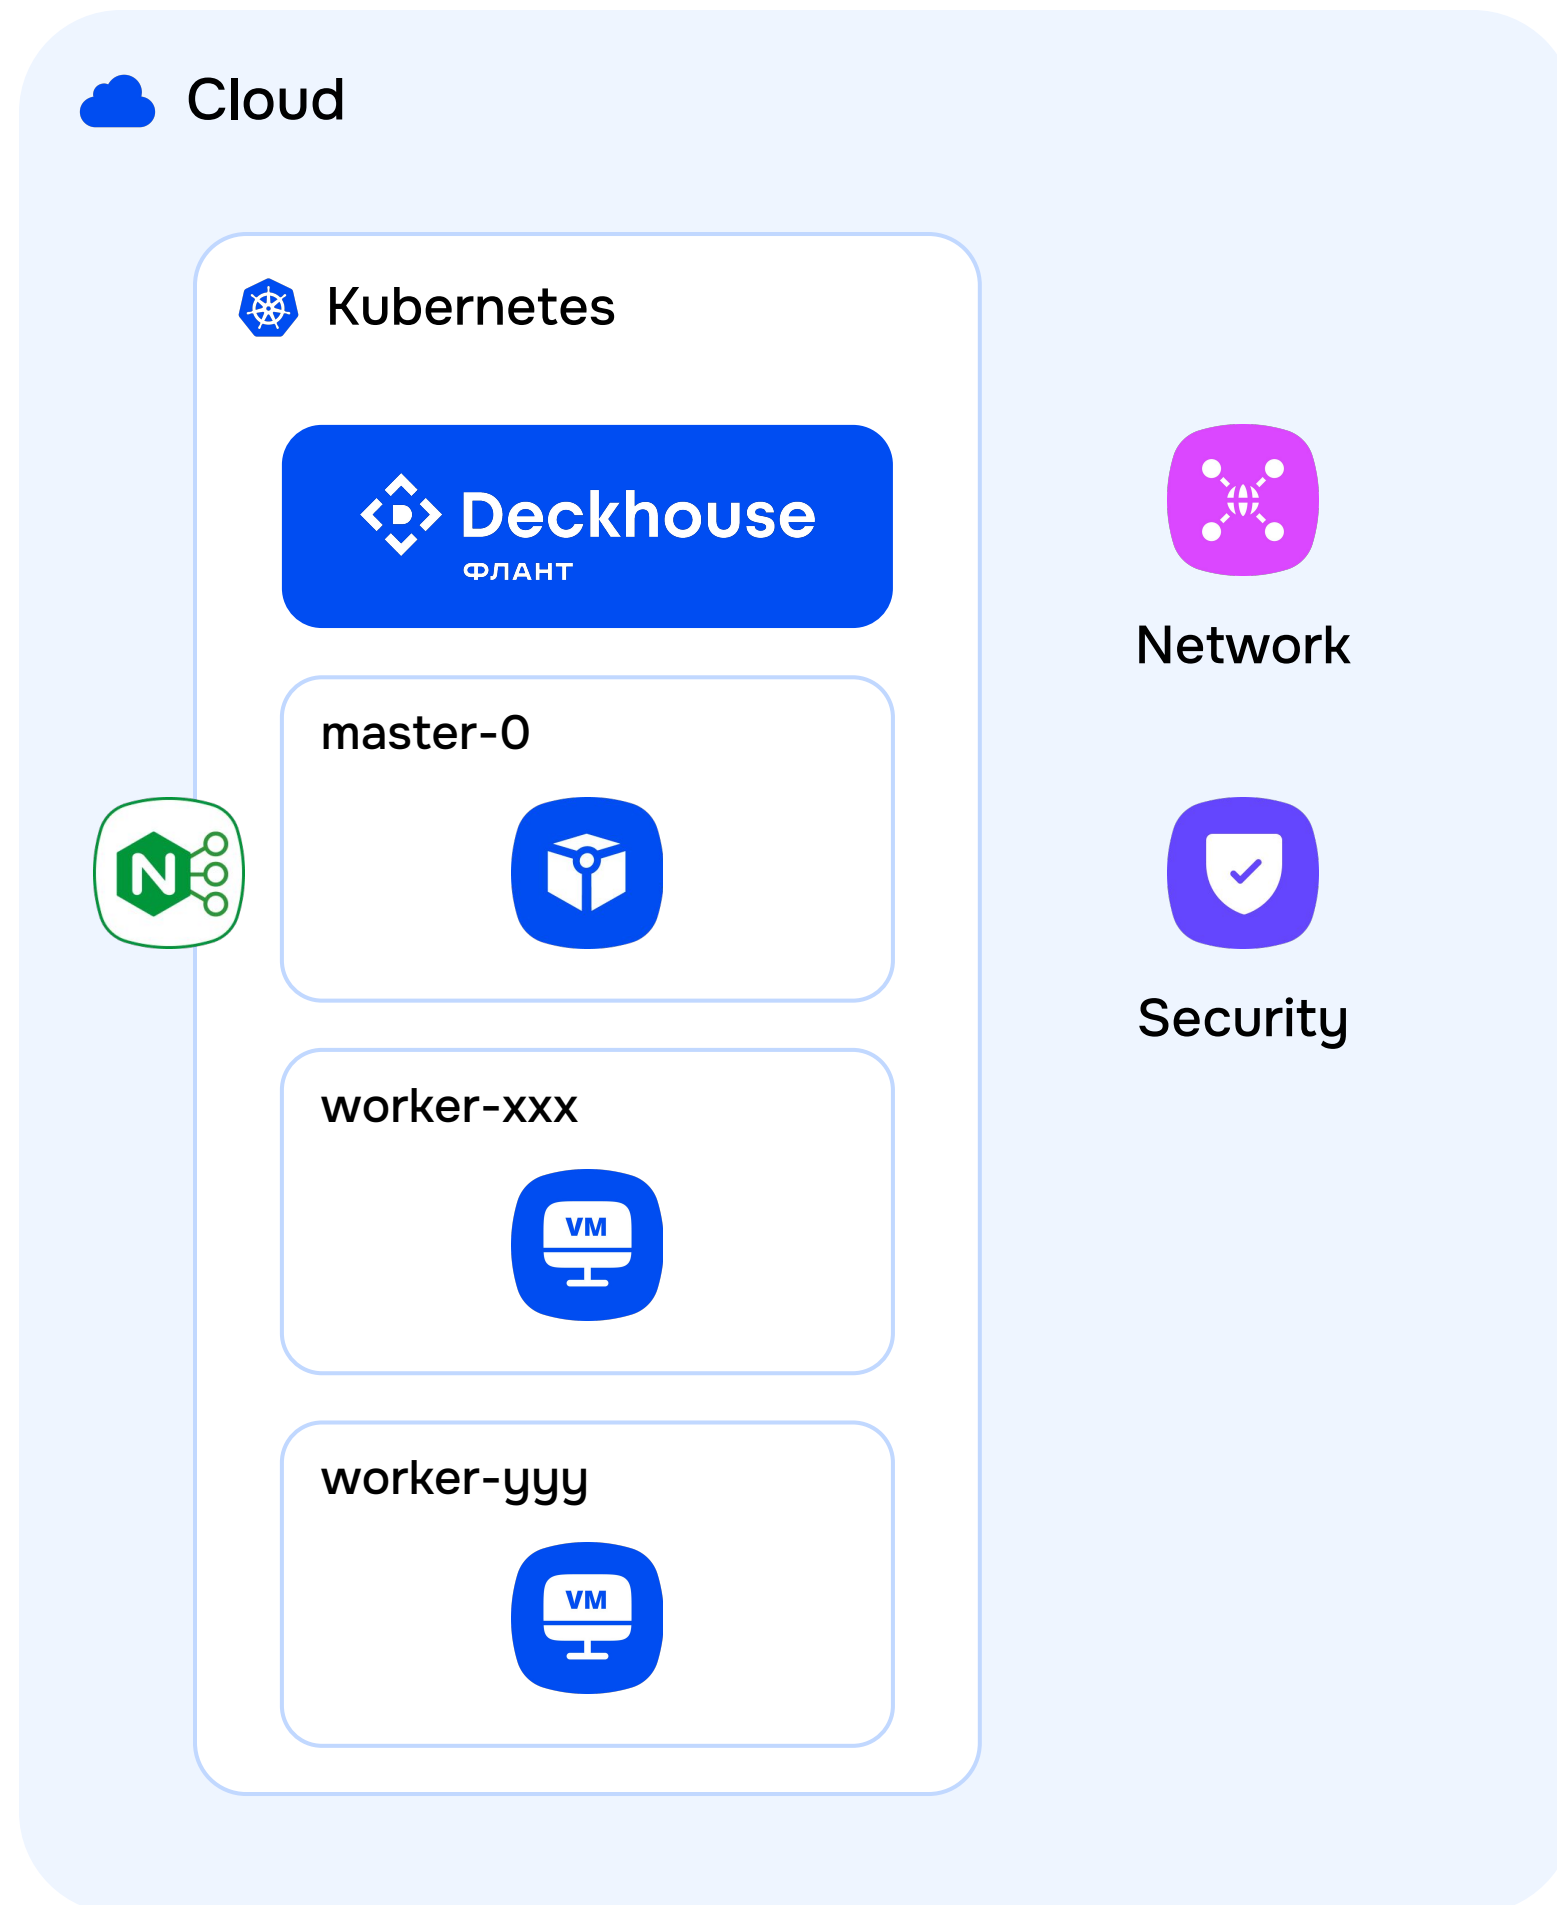 Cloud
Kubernetes
Deckhouse
ФЛАНТ
Network
master-0
N
Security
worker-xxx
VM
worker-yyy
VM